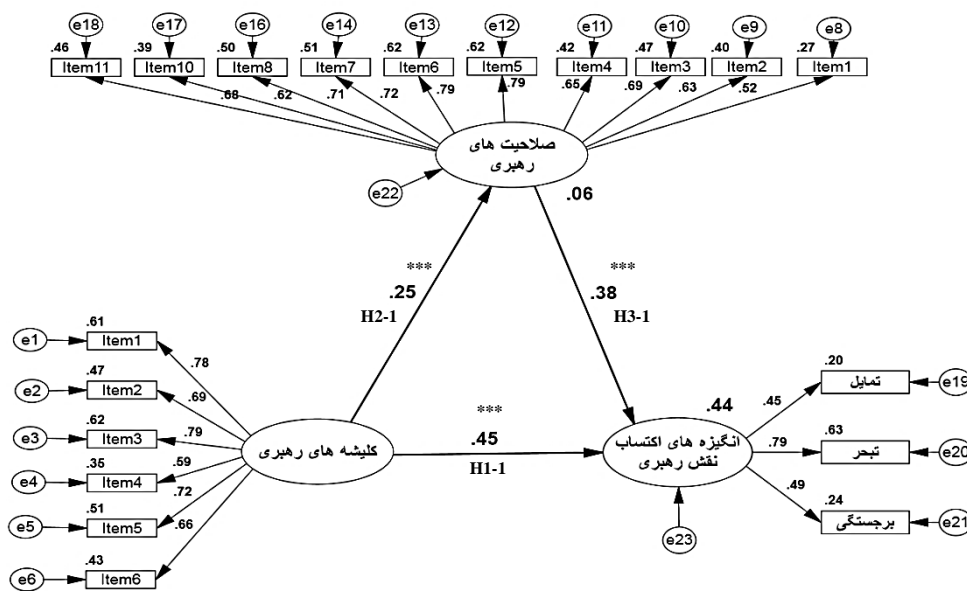 e18 e17 e16 e14 e13 e12 e11 e10 e9 e8
.46 .39 .50 .51 .62 .62 .42 .47 .40 .27
Item11 Item10 Item8 Item7 Item6 Item5 Item4 Item3 Item2 Item1
.68 .62 .71 .72 .79 .79 .65 .69 .63 .52
صلاحیت های
رهبری
e22
.06
***
.25
H2-1
***
.38
H3-1
.61
e1 Item1
.78
.47
e2 Item2
.69
.62
e3 Item3
.79
.35
e4 Item4
.59
.51
e5 Item5
.72
.43
e6 Item6
.66
کلیشه های رهبری
***
.45
H1-1
.44
انگیزه های اکتساب
نقش رهبری
e23
.20
.45
تمایل e19
.63
.79
تبحر e20
.24
.49
برجستگی e21